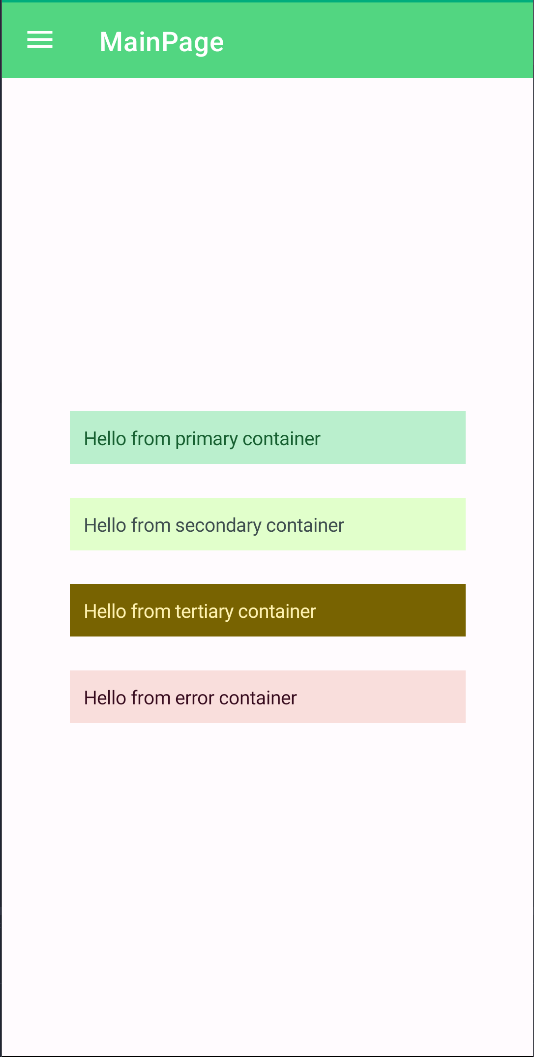 MainPage
Hello from primary container
Hello from secondary container
Hello from tertiary container
Hello from error container